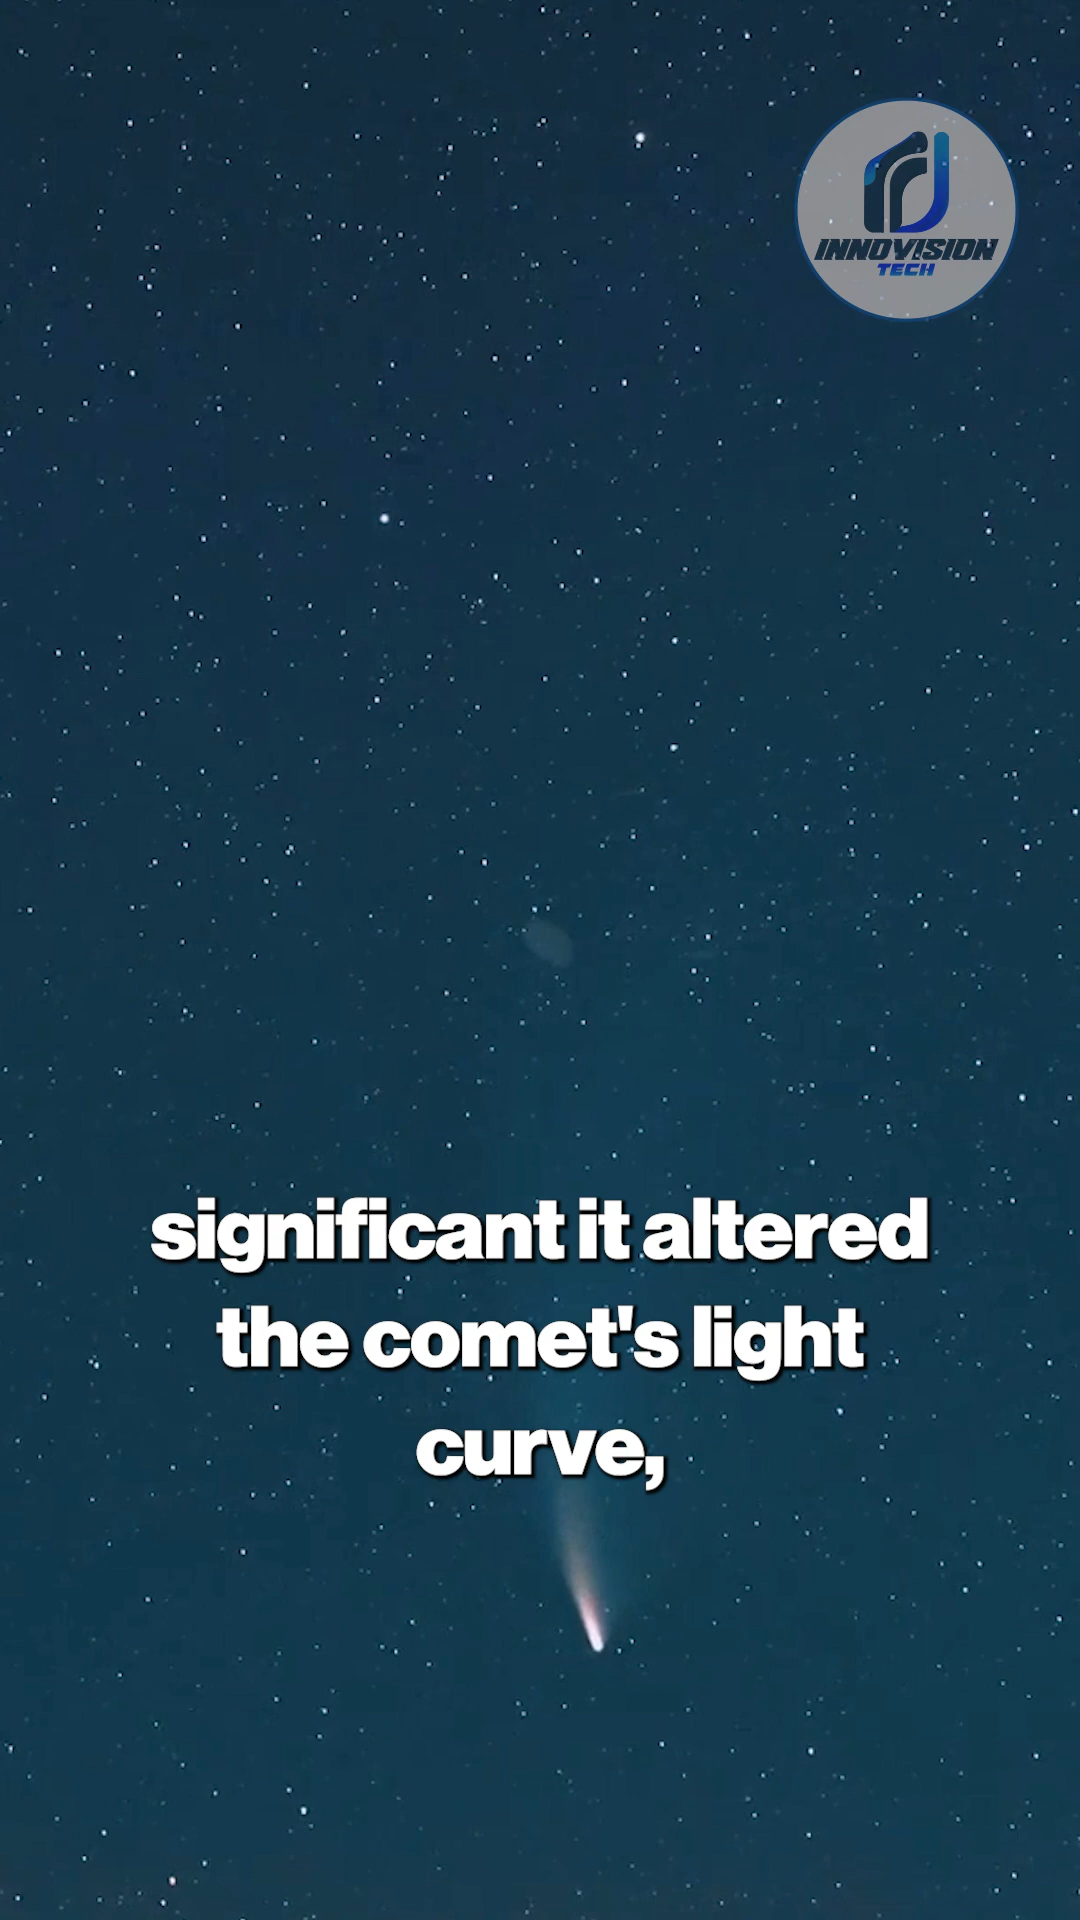 INNOVISION
TECH
significant it altered
the comet's light
curve,